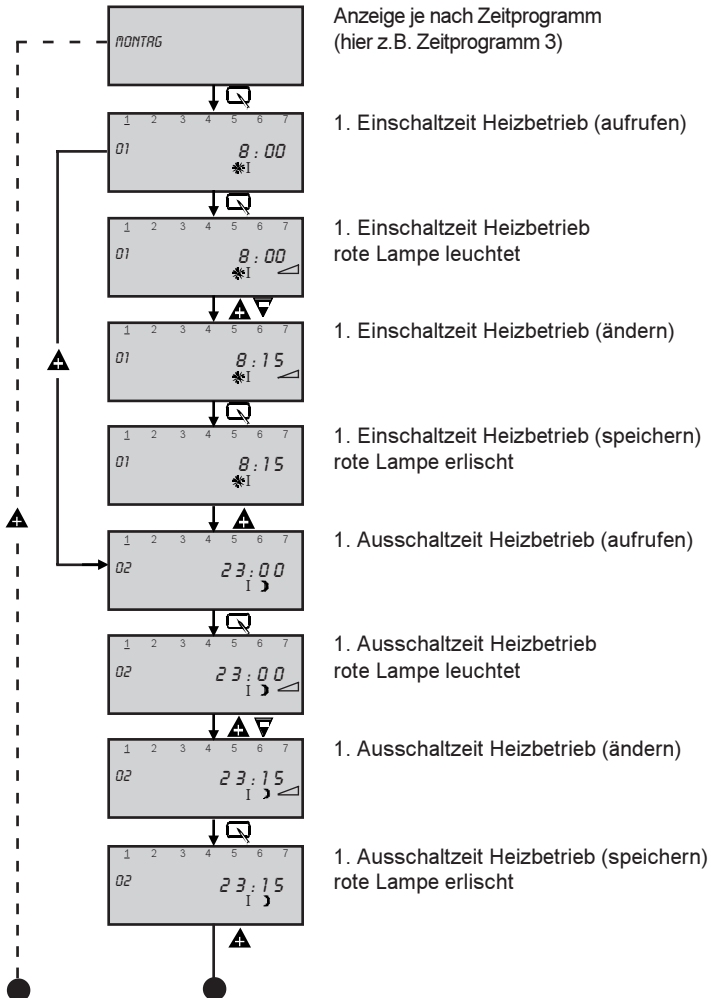 Anzeige je nach Zeitprogramm
(hier z.B. Zeitprogramm 3)
MONTAG
1. Einschaltzeit Heizbetrieb (aufrufen)
1 2 3 4 5 6 7
01 8:00
I
1. Einschaltzeit Heizbetrieb
rote Lampe leuchtet
1 2 3 4 5 6 7
01 8:00
I
1. Einschaltzeit Heizbetrieb (ändern)
1 2 3 4 5 6 7
01 8:15
I
1. Einschaltzeit Heizbetrieb (speichern)
rote Lampe erlischt
1 2 3 4 5 6 7
01 8:15
I
1. Ausschaltzeit Heizbetrieb (aufrufen)
1 2 3 4 5 6 7
02 23:00
I
1. Ausschaltzeit Heizbetrieb
rote Lampe leuchtet
1 2 3 4 5 6 7
02 23:00
I
1. Ausschaltzeit Heizbetrieb (ändern)
1 2 3 4 5 6 7
02 23:15
I
1. Ausschaltzeit Heizbetrieb (speichern)
rote Lampe erlischt
1 2 3 4 5 6 7
02 23:15
I